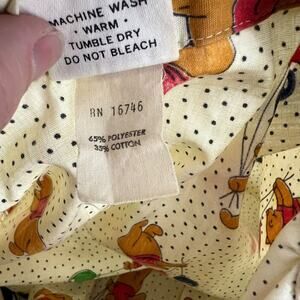 MACHINE WASH
• WARM •
TUMBLE DRY
DO NOT BLEACH
RN 16746
65% POLYESTER
35% COTTON